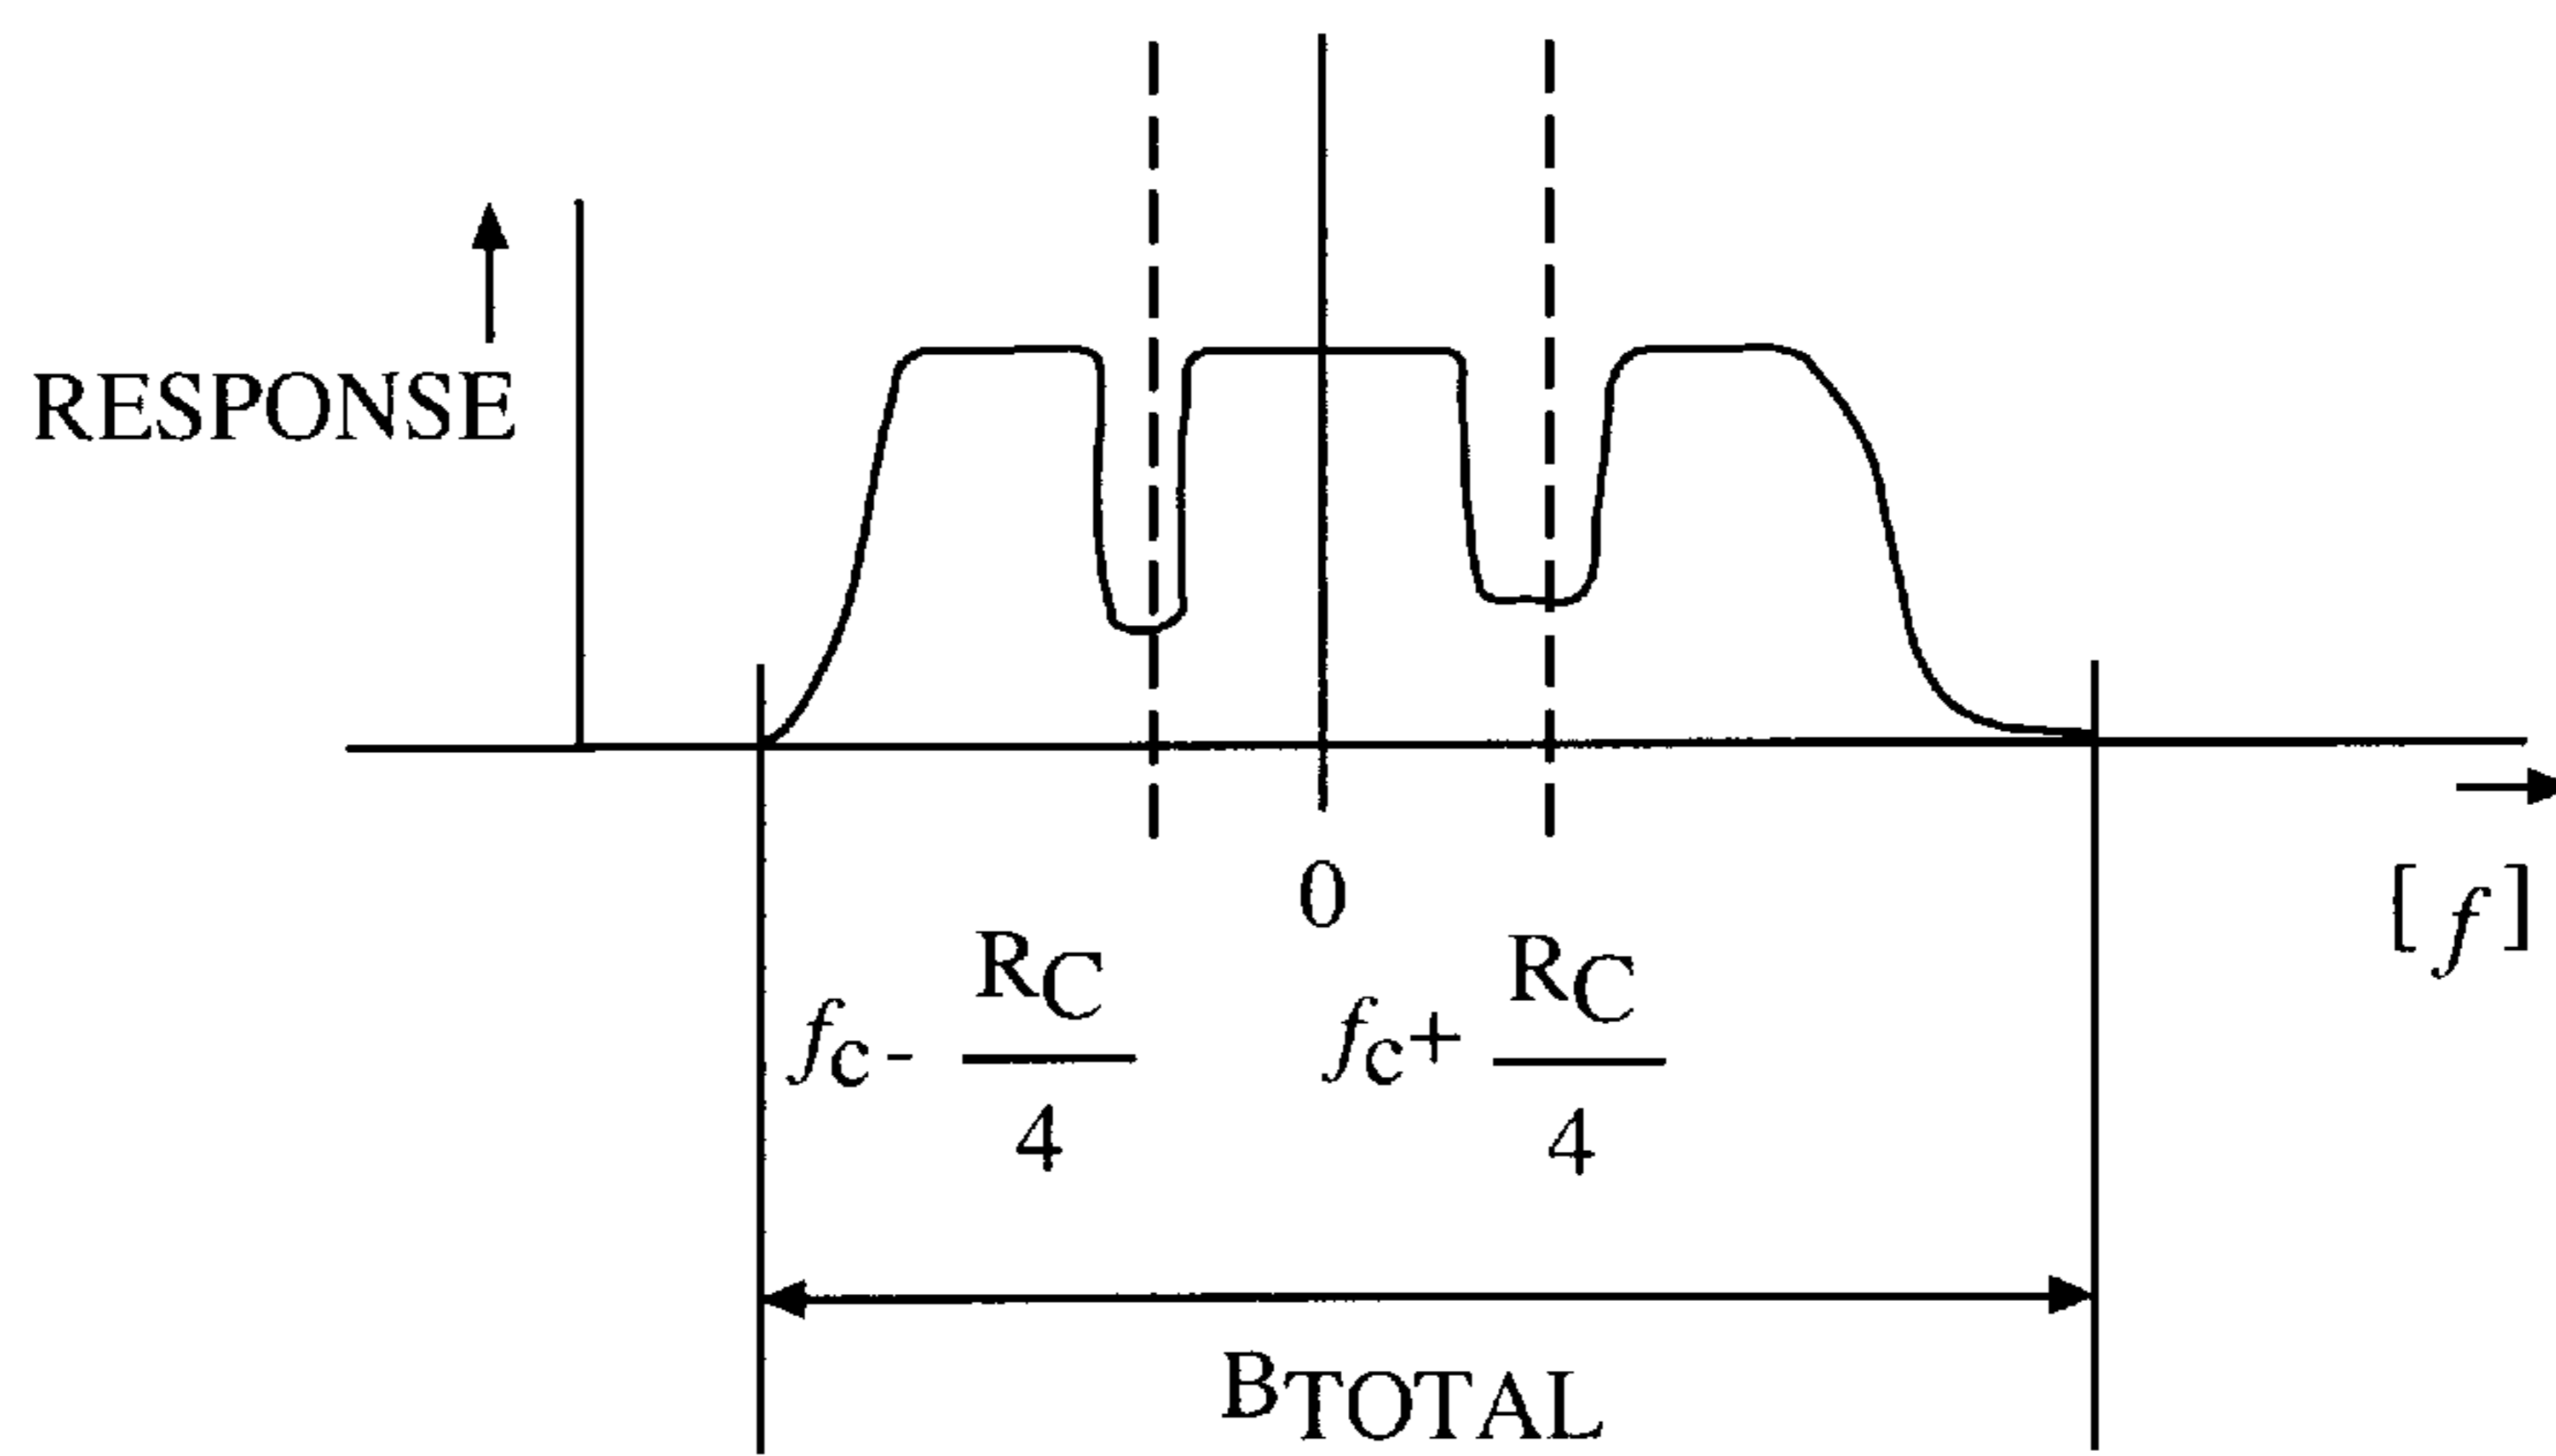 RESPONSE
0
[f]
fc - RC/4
fc + RC/4
BTOTAL